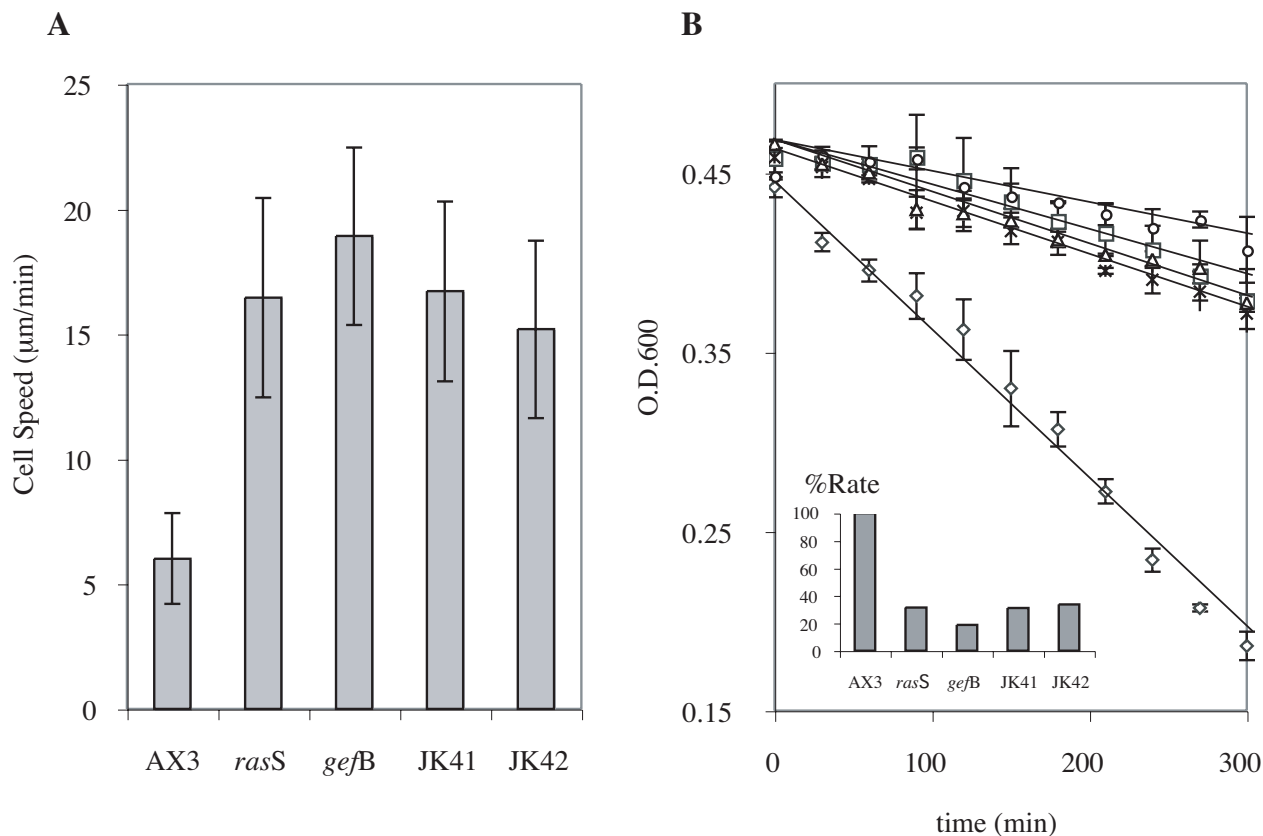 A
B
Cell Speed (μm/min)
25
20
15
10
5
0
AX3 rasS gefB JK41 JK42
O.D.600
0.45
0.35
0.25
0.15
0 100 200 300
time (min)
%Rate
100
80
60
40
20
0
AX3 rasS gefB JK41 JK42